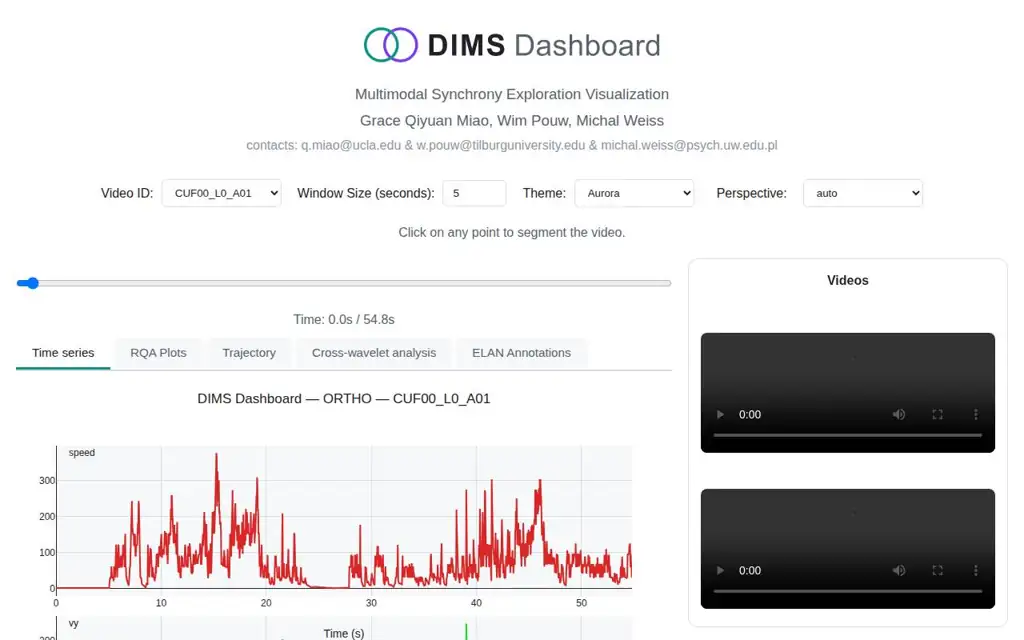 DIMS Dashboard
Multimodal Synchrony Exploration Visualization
Grace Qiyuan Miao, Wim Pouw, Michal Weiss
contacts: q.miao@ucla.edu & w.pouw@tilburguniversity.edu & michal.weiss@psych.uw.edu.pl
Video ID: CUF00_L0_A01 Window Size (seconds): 5 Theme: Aurora Perspective: auto
Click on any point to segment the video.
Videos
Time: 0.0s / 54.8s
Time series RQA Plots Trajectory Cross-wavelet analysis ELAN Annotations
DIMS Dashboard — ORTHO — CUF00_L0_A01
0:00
speed
300
200
100
0
0 10 20 30 40 50
0:00
vy
Time (s)
200